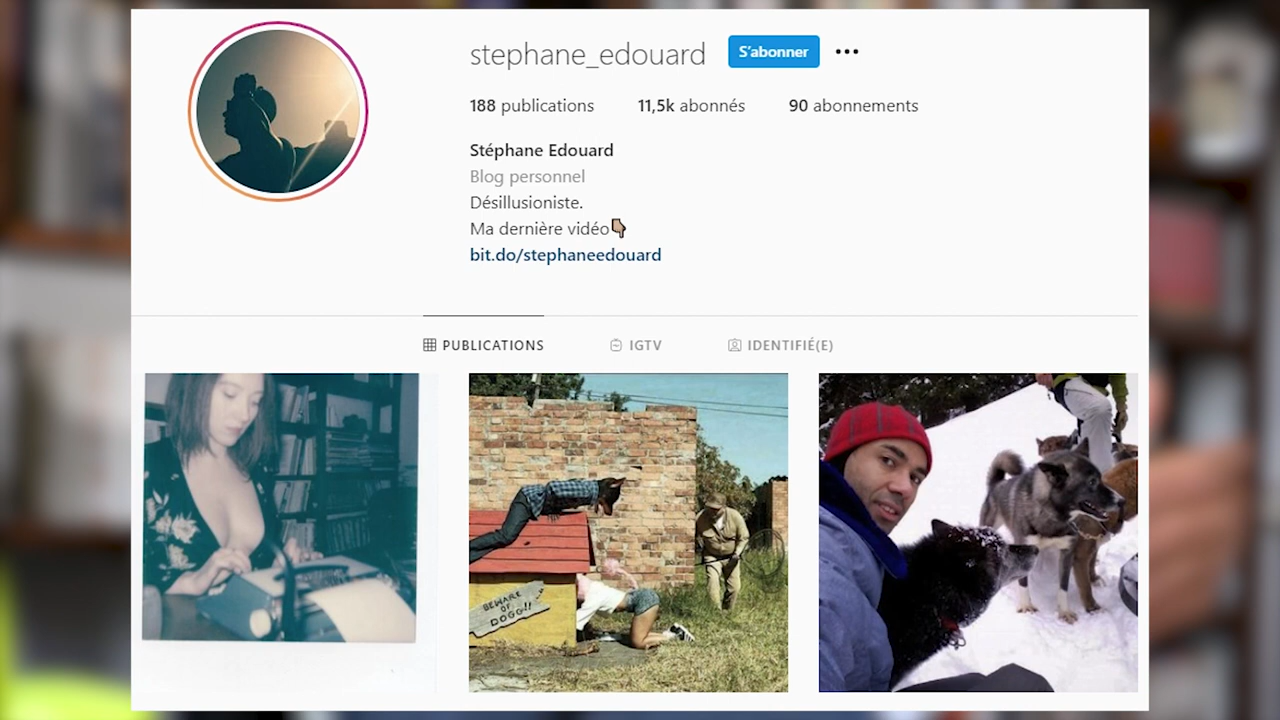 stephane_edouard S'abonner •••
188 publications 11,5k abonnés 90 abonnements
Stéphane Edouard
Blog personnel
Désillusioniste.
Ma dernière vidéo👇🏽
bit.do/stephaneedouard
PUBLICATIONS IGTV IDENTIFIÉ(E)
BEWARE
OF
DOGG!!